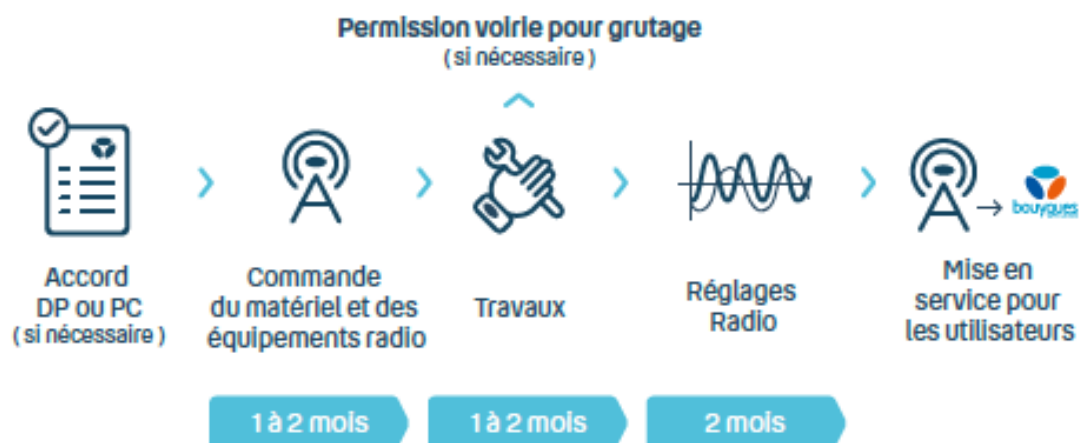 Permission voirie pour grutage
( si nécessaire )
Accord
DP ou PC
( si nécessaire )
Commande
du matériel et des
équipements radio
Travaux
Réglages
Radio
bouygues
Mise en
service pour
les utilisateurs
1 à 2 mois
1 à 2 mois
2 mois